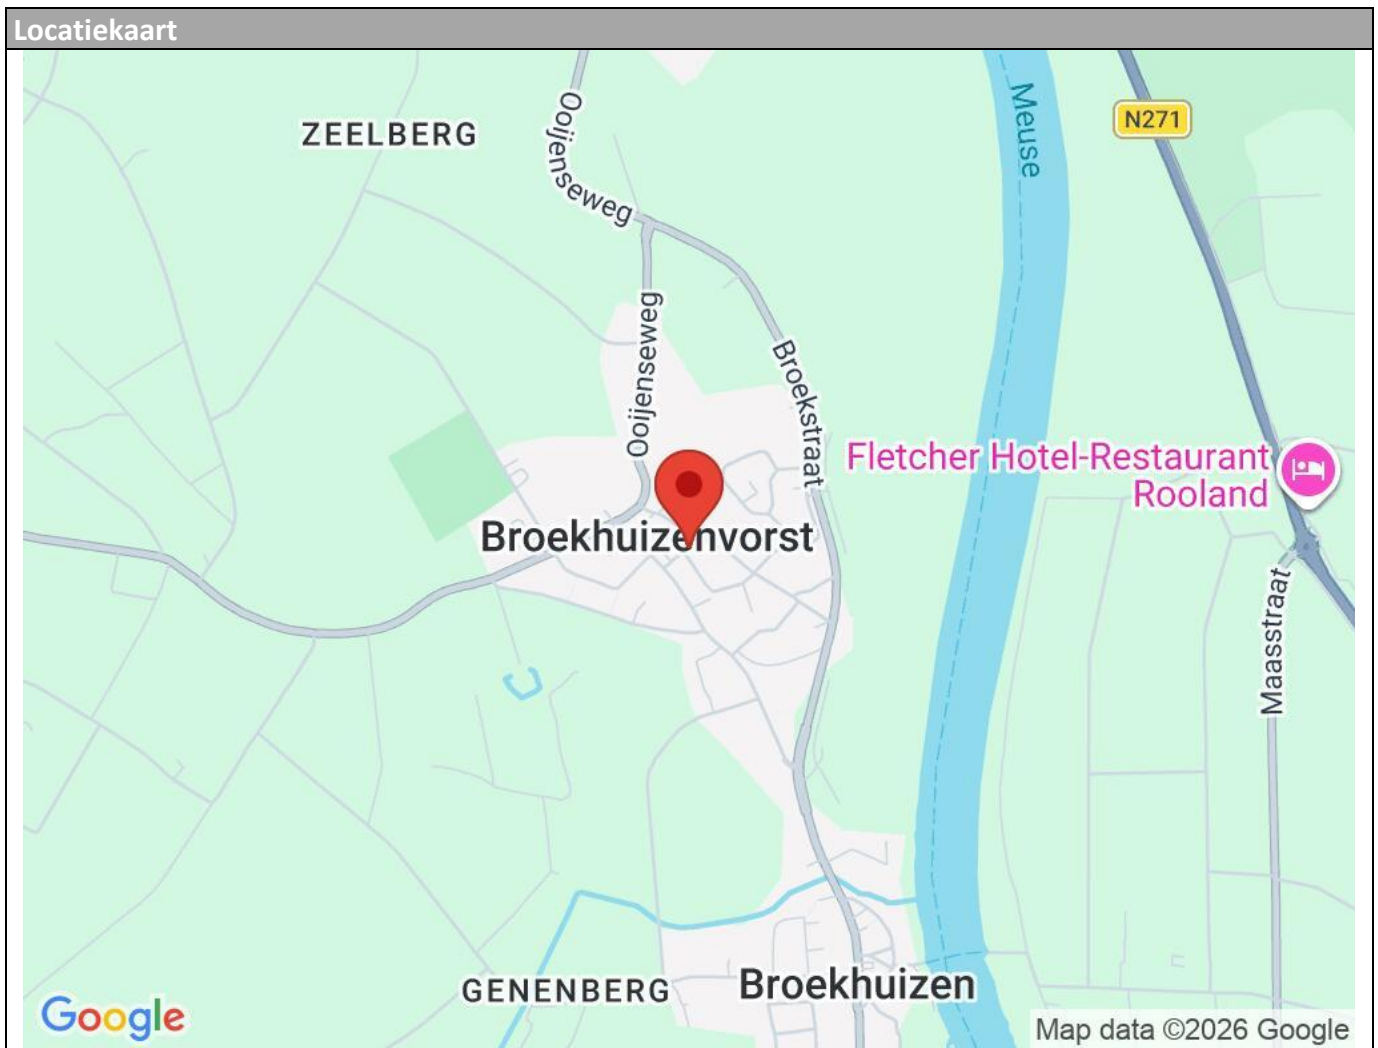 Locatiekaart
ZEELBERG
Ooijenseweg
Meuse
N271
Ooijenseweg
Broekstraat
Fletcher Hotel-Restaurant
Rooland
Broekhuizenvorst
Maasstraat
GENENBERG
Broekhuizen
Google
Map data ©2026 Google